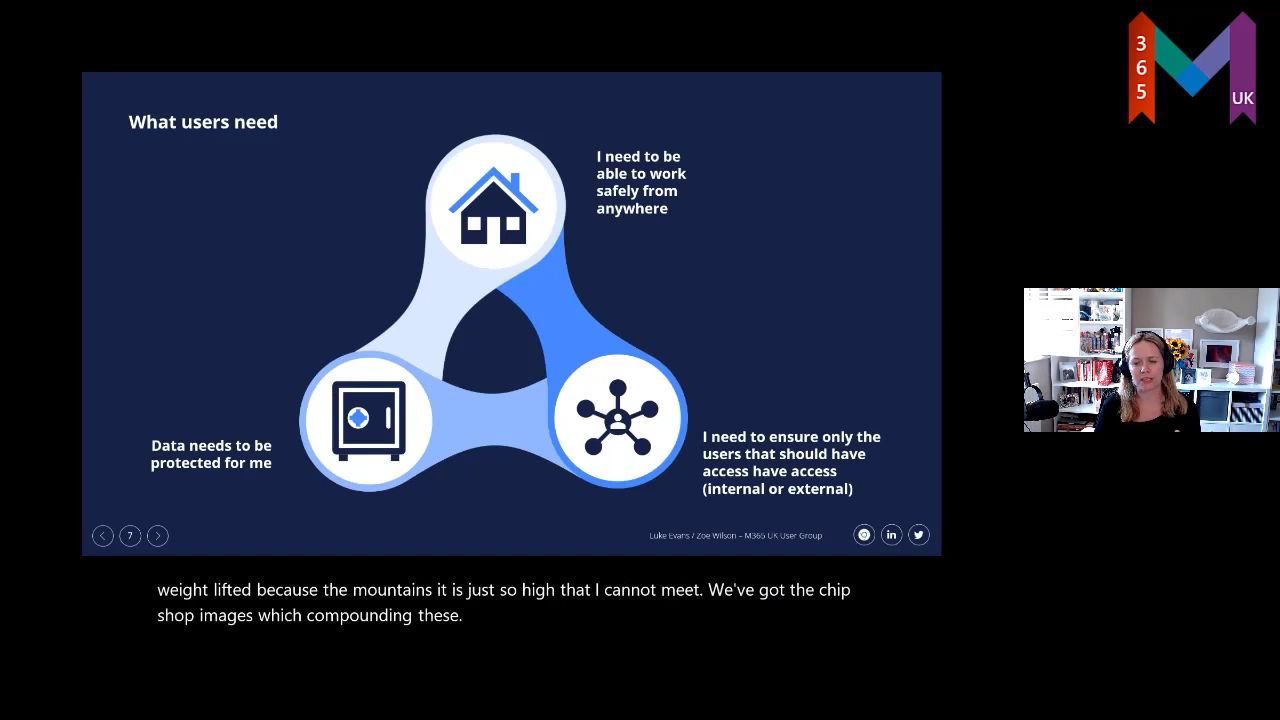 3
6
5
UK
What users need
I need to be
able to work
safely from
anywhere
Data needs to be
protected for me
I need to ensure only the
users that should have
access have access
(internal or external)
7
Luke Evans / Zoe Wilson – M365 UK User Group
in
weight lifted because the mountains it is just so high that I cannot meet. We've got the chip
shop images which compounding these.